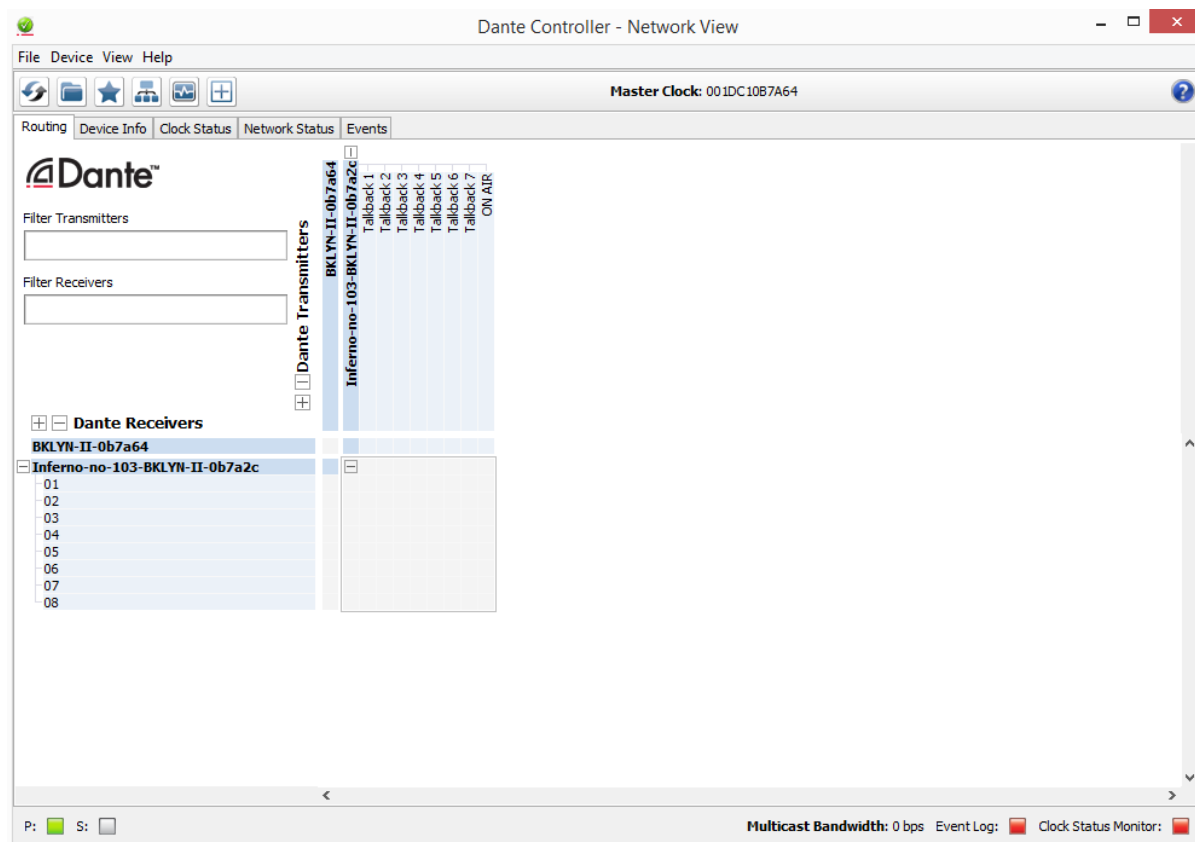 Dante Controller - Network View
File Device View Help
Master Clock: 001DC10B7A64
Routing Device Info Clock Status Network Status Events
Dante™
Filter Transmitters
Filter Receivers
Dante Transmitters
BKLYN-II-0b7a64
Inferno-no-103-BKLYN-II-0b7a2c
Talkback 1
Talkback 2
Talkback 3
Talkback 4
Talkback 5
Talkback 6
Talkback 7
ON AIR
Dante Receivers
BKLYN-II-0b7a64
Inferno-no-103-BKLYN-II-0b7a2c
01
02
03
04
05
06
07
08
P: S: Multicast Bandwidth: 0 bps Event Log: Clock Status Monitor: